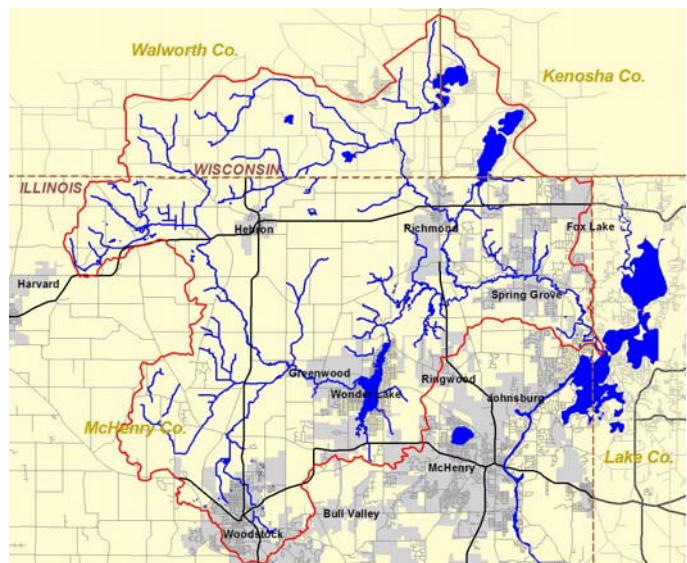 Walworth Co.
Kenosha Co.
WISCONSIN
ILLINOIS
Hebron
Richmond
Fox Lake
Harvard
Spring Grove
Greenwood
Ringwood
Wonder Lake
Johnsburg
McHenry Co.
Lake Co.
McHenry
Bull Valley
Woodstock